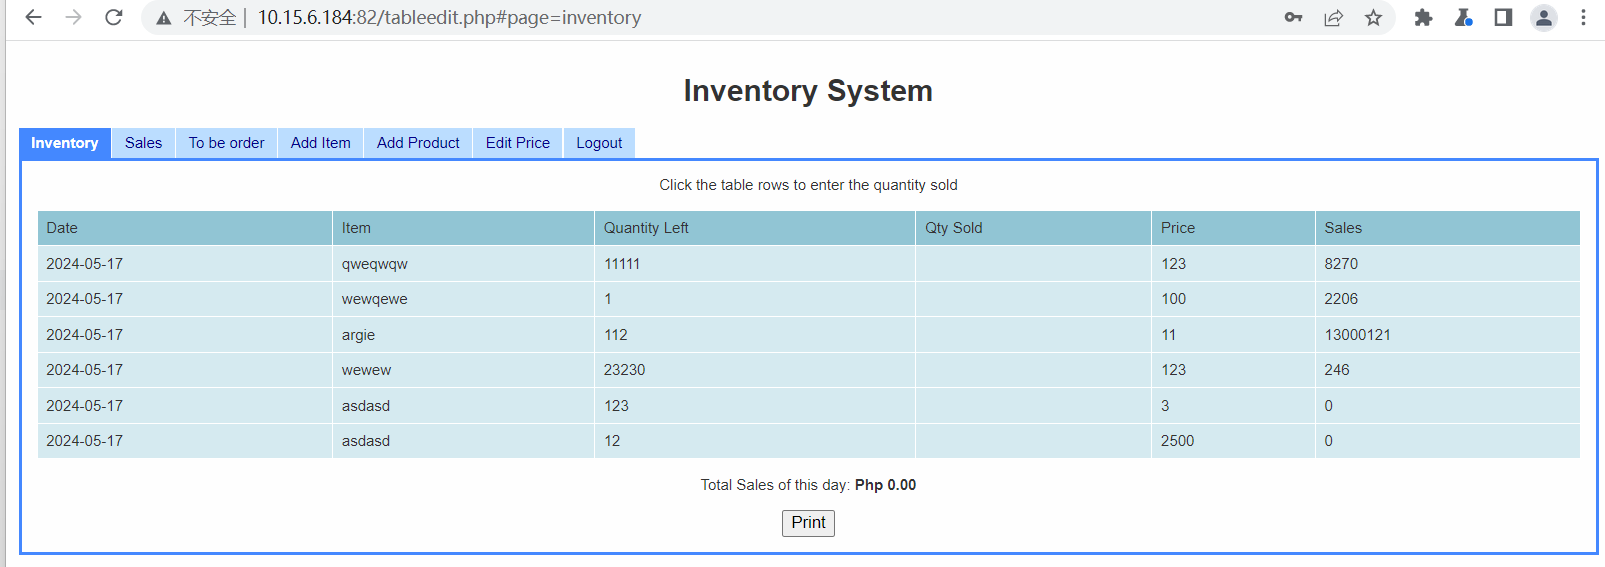 不安全 | 10.15.6.184:82/tableedit.php#page=inventory
Inventory System
Inventory Sales To be order Add Item Add Product Edit Price Logout
Click the table rows to enter the quantity sold
Date Item Quantity Left Qty Sold Price Sales
2024-05-17 qweqwqw 11111 123 8270
2024-05-17 wewqewe 1 100 2206
2024-05-17 argie 112 11 13000121
2024-05-17 wewew 23230 123 246
2024-05-17 asdasd 123 3 0
2024-05-17 asdasd 12 2500 0
Total Sales of this day: Php 0.00
Print